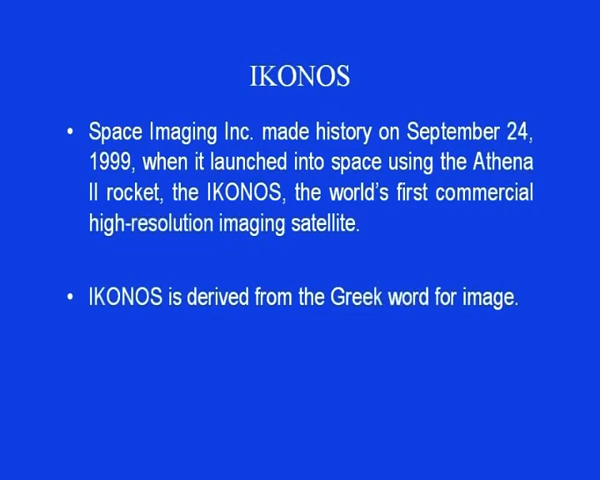 IKONOS
• Space Imaging Inc. made history on September 24,
1999, when it launched into space using the Athena
II rocket, the IKONOS, the world's first commercial
high-resolution imaging satellite.
• IKONOS is derived from the Greek word for image.